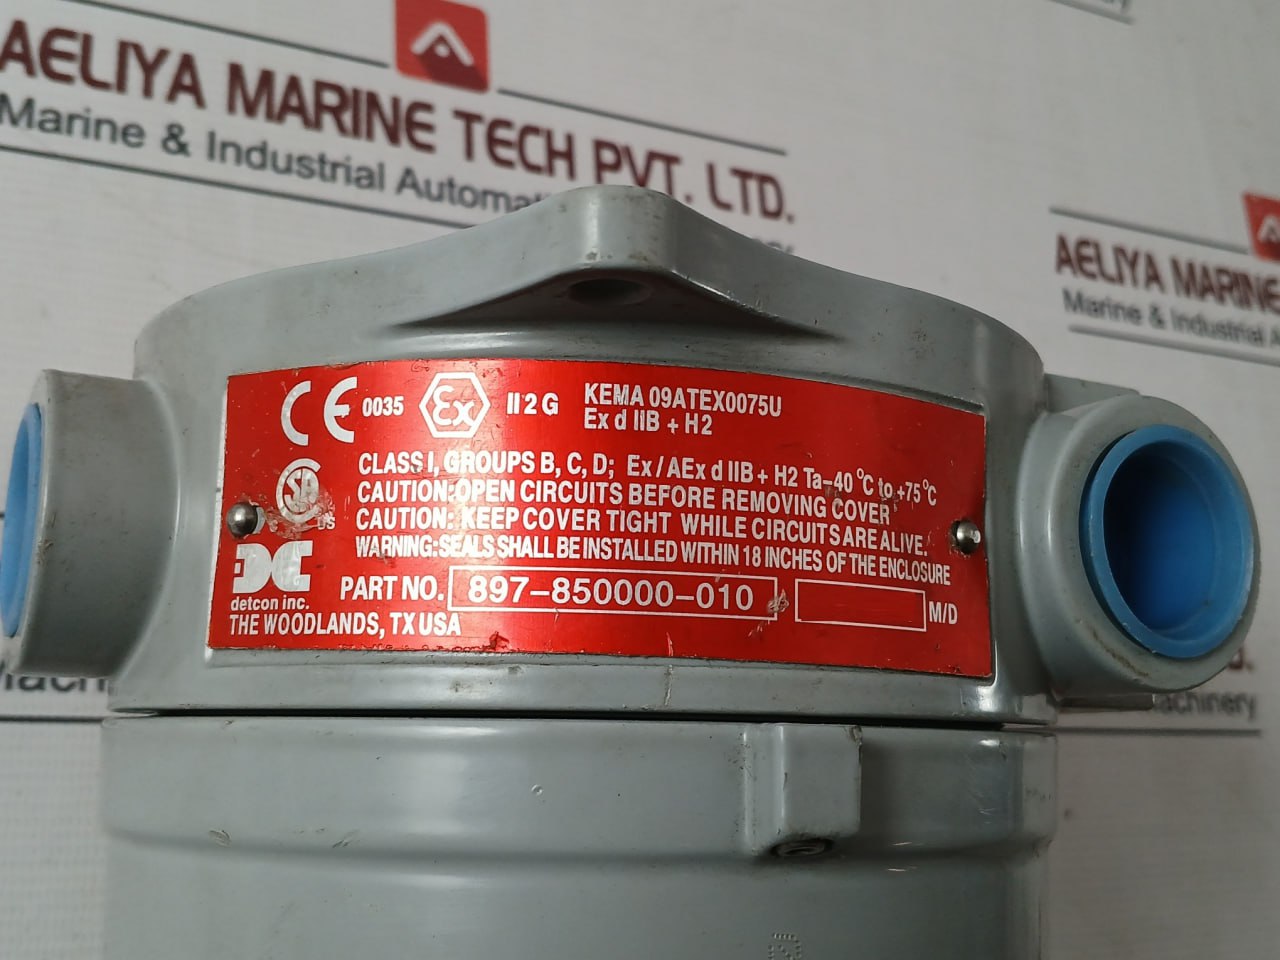 AELIYA MARINE TECH PVT. LTD.
Marine & Industrial
AELIYA MARINE
Marine & Industrial
CE 0035 Ex II 2 G KEMA 09ATEX0075U
Ex d IIB + H2
CLASS I, GROUPS B, C, D; Ex / AEx d IIB + H2 Ta-40 °C to +75 °C
CAUTION: OPEN CIRCUITS BEFORE REMOVING COVER
CAUTION: KEEP COVER TIGHT WHILE CIRCUITS ARE ALIVE.
WARNING: SEALS SHALL BE INSTALLED WITHIN 18 INCHES OF THE ENCLOSURE
SA US
PART NO. 897-850000-010 M/D
detcon inc.
THE WOODLANDS, TX USA